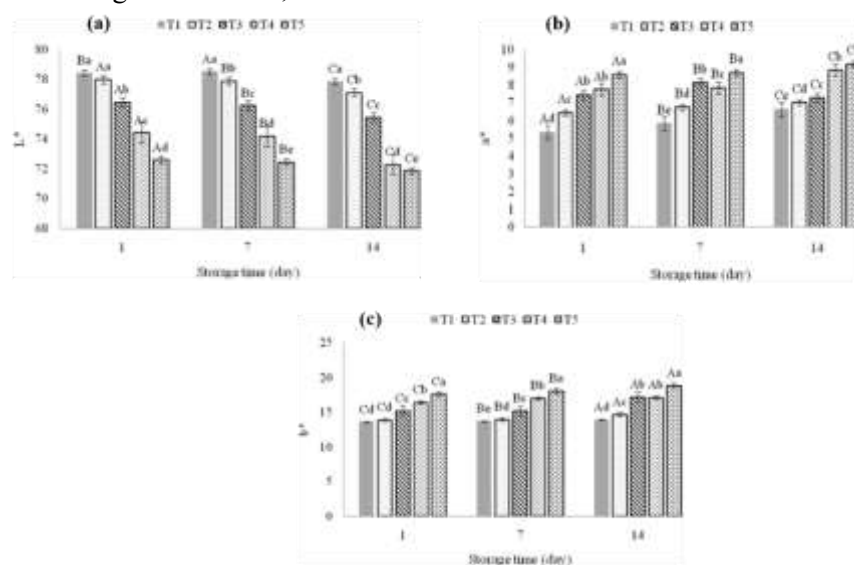 (a)
T1 T2 T3 T4 T5
80
78
76
74
72
70
68
L*
Ba Aa Ab Ac Ad
Aa Bb Bc Bd Be
Ca Cb Cc Cd Ce
1 7 14
Storage time (day)
(b)
T1 T2 T3 T4 T5
10
9
8
7
6
5
4
3
2
1
0
a*
Ad Ac Ab Ab Aa
Be Bd Bb Bc Ba
Ce Cd Cc Cb
1 7 14
Storage time (day)
(c)
T1 T2 T3 T4 T5
25
20
15
10
5
0
b*
Cd Cd Cc Cb Ca
Be Bd Bc Bb Ba
Ad Ac Ab Ab Aa
1 7 14
Storage time (day)